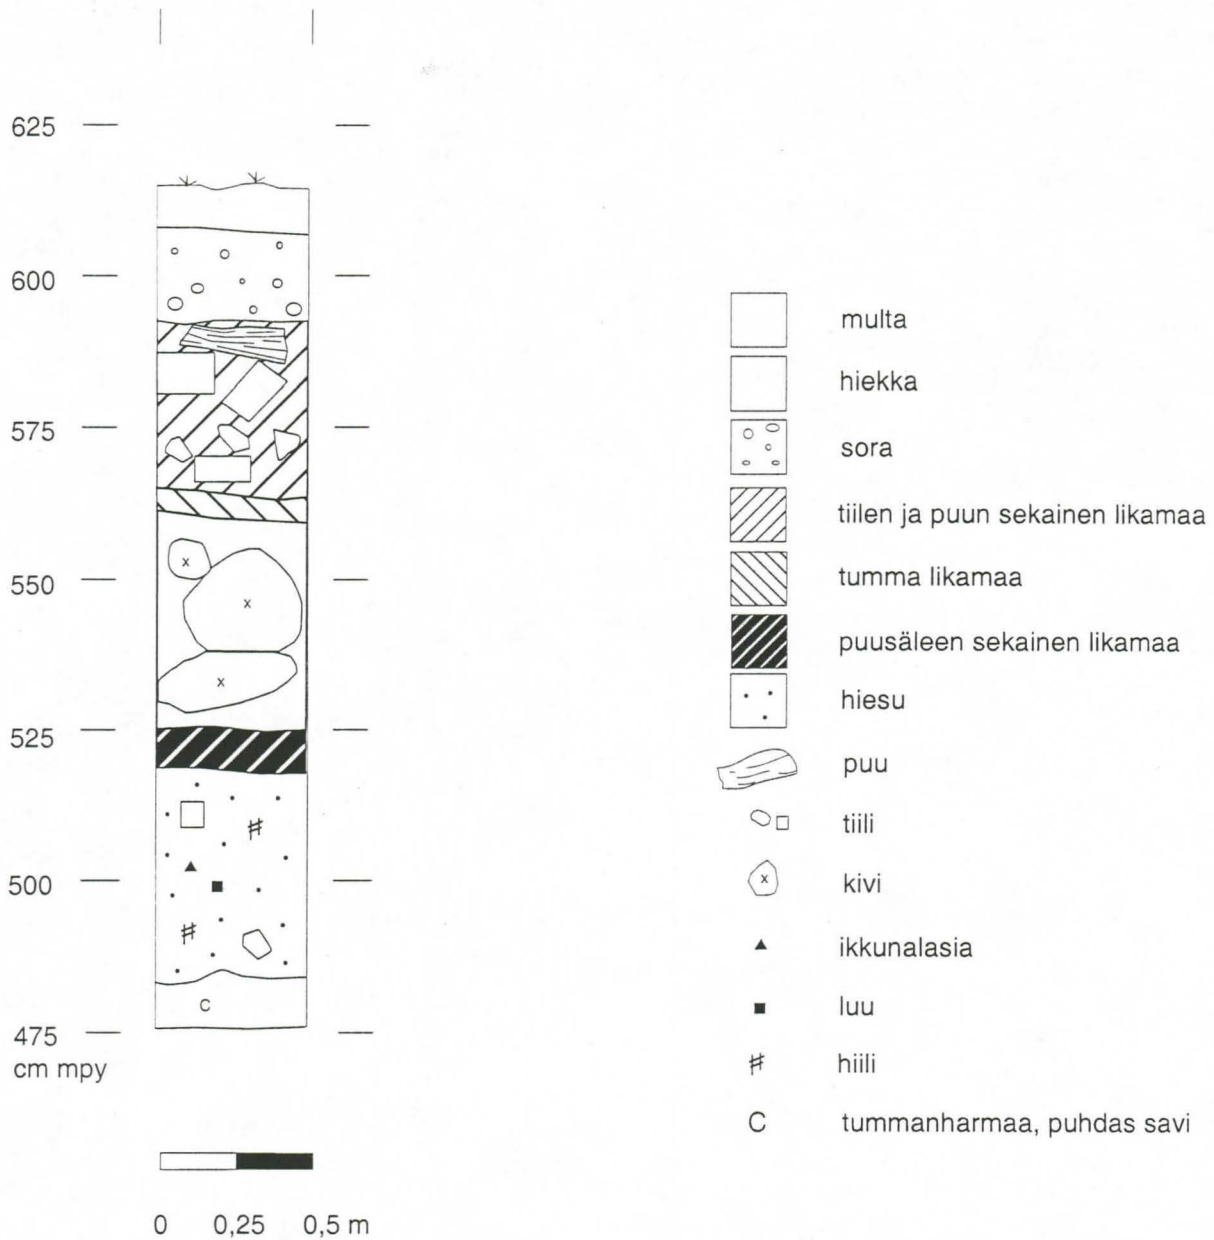 625
600
575
550
525
500
475
cm mpy
0 0,25 0,5 m
x
x
x
C
multa
hiekka
sora
tiilen ja puun sekainen likamaa
tumma likamaa
puusäleen sekainen likamaa
hiesu
puu
tiili
x kivi
ikkunalasia
luu
hiili
C tummanharmaa, puhdas savi